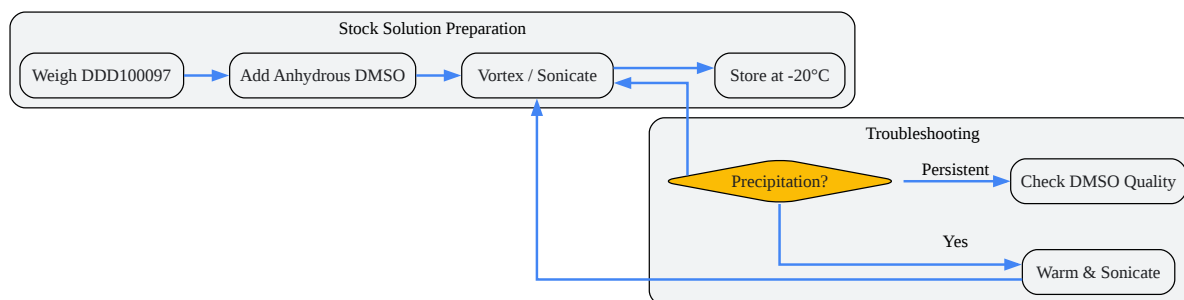 Stock Solution Preparation
Weigh DDD100097
Add Anhydrous DMSO
Vortex / Sonicate
Store at -20°C
Troubleshooting
Precipitation?
Persistent
Check DMSO Quality
Yes
Warm & Sonicate